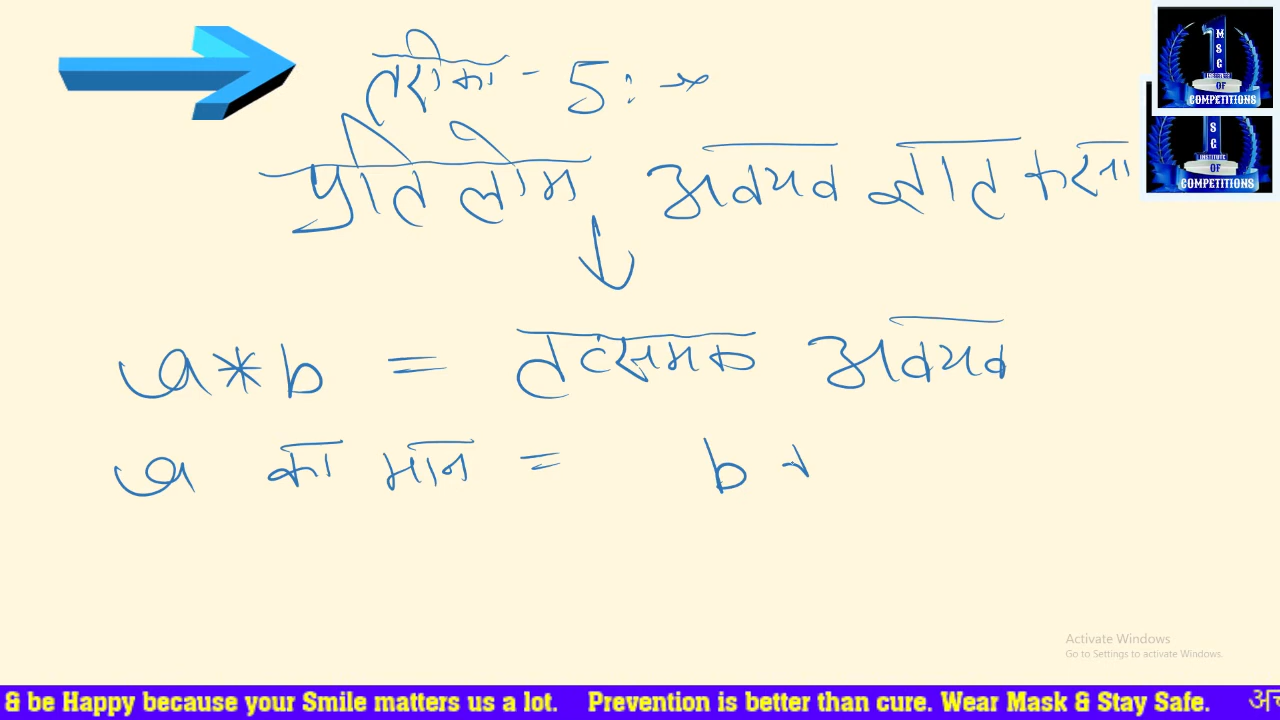 तरीका - 5 : →
प्रतिलोम अवयव ज्ञात करना
a * b = तत्समक अवयव
a का मान = b
MSC
INSTITUTE
OF
COMPETITIONS
SC
INSTITUTE
OF
COMPETITIONS
Activate Windows
Go to Settings to activate Windows.
& be Happy because your Smile matters us a lot. Prevention is better than cure. Wear Mask & Stay Safe.